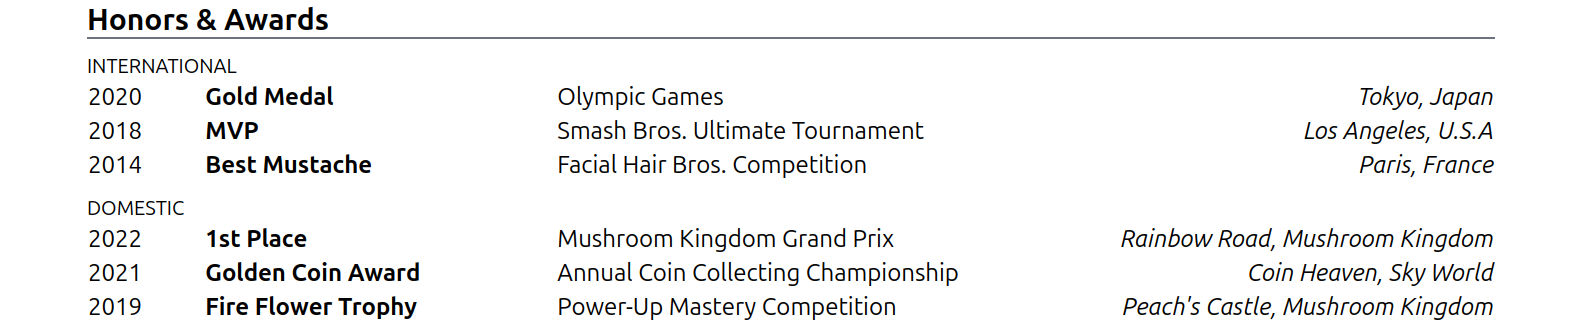 Honors & Awards
INTERNATIONAL
2020 Gold Medal Olympic Games Tokyo, Japan
2018 MVP Smash Bros. Ultimate Tournament Los Angeles, U.S.A
2014 Best Mustache Facial Hair Bros. Competition Paris, France
DOMESTIC
2022 1st Place Mushroom Kingdom Grand Prix Rainbow Road, Mushroom Kingdom
2021 Golden Coin Award Annual Coin Collecting Championship Coin Heaven, Sky World
2019 Fire Flower Trophy Power-Up Mastery Competition Peach's Castle, Mushroom Kingdom